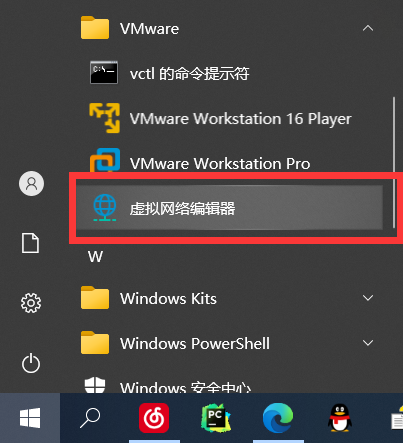 VMware
vctl 的命令提示符
VMware Workstation 16 Player
VMware Workstation Pro
虚拟网络编辑器
W
Windows Kits
Windows PowerShell
Windows 安全中心